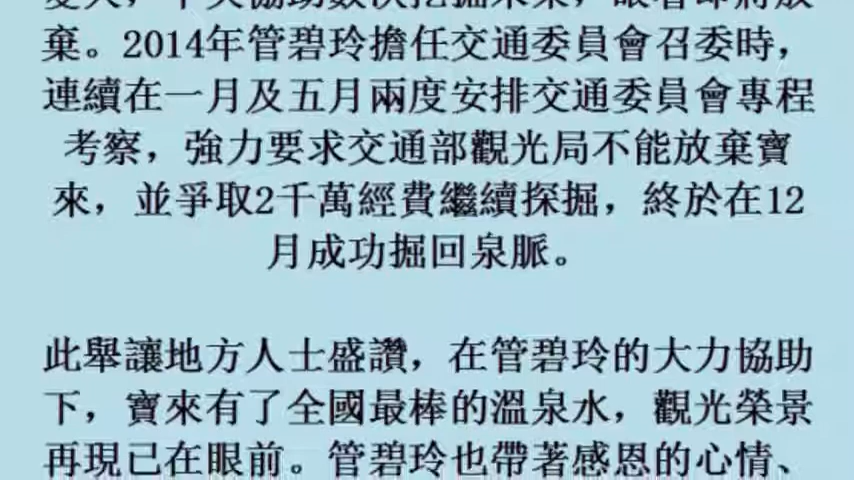 棄。2014年管碧玲擔任交通委員會召委時，
連續在一月及五月兩度安排交通委員會專程
考察，強力要求交通部觀光局不能放棄寶
來，並爭取2千萬經費繼續探掘，終於在12
月成功掘回泉脈。
此舉讓地方人士盛讚，在管碧玲的大力協助
下，寶來有了全國最棒的溫泉水，觀光榮景
再現已在眼前。管碧玲也帶著感恩的心情、